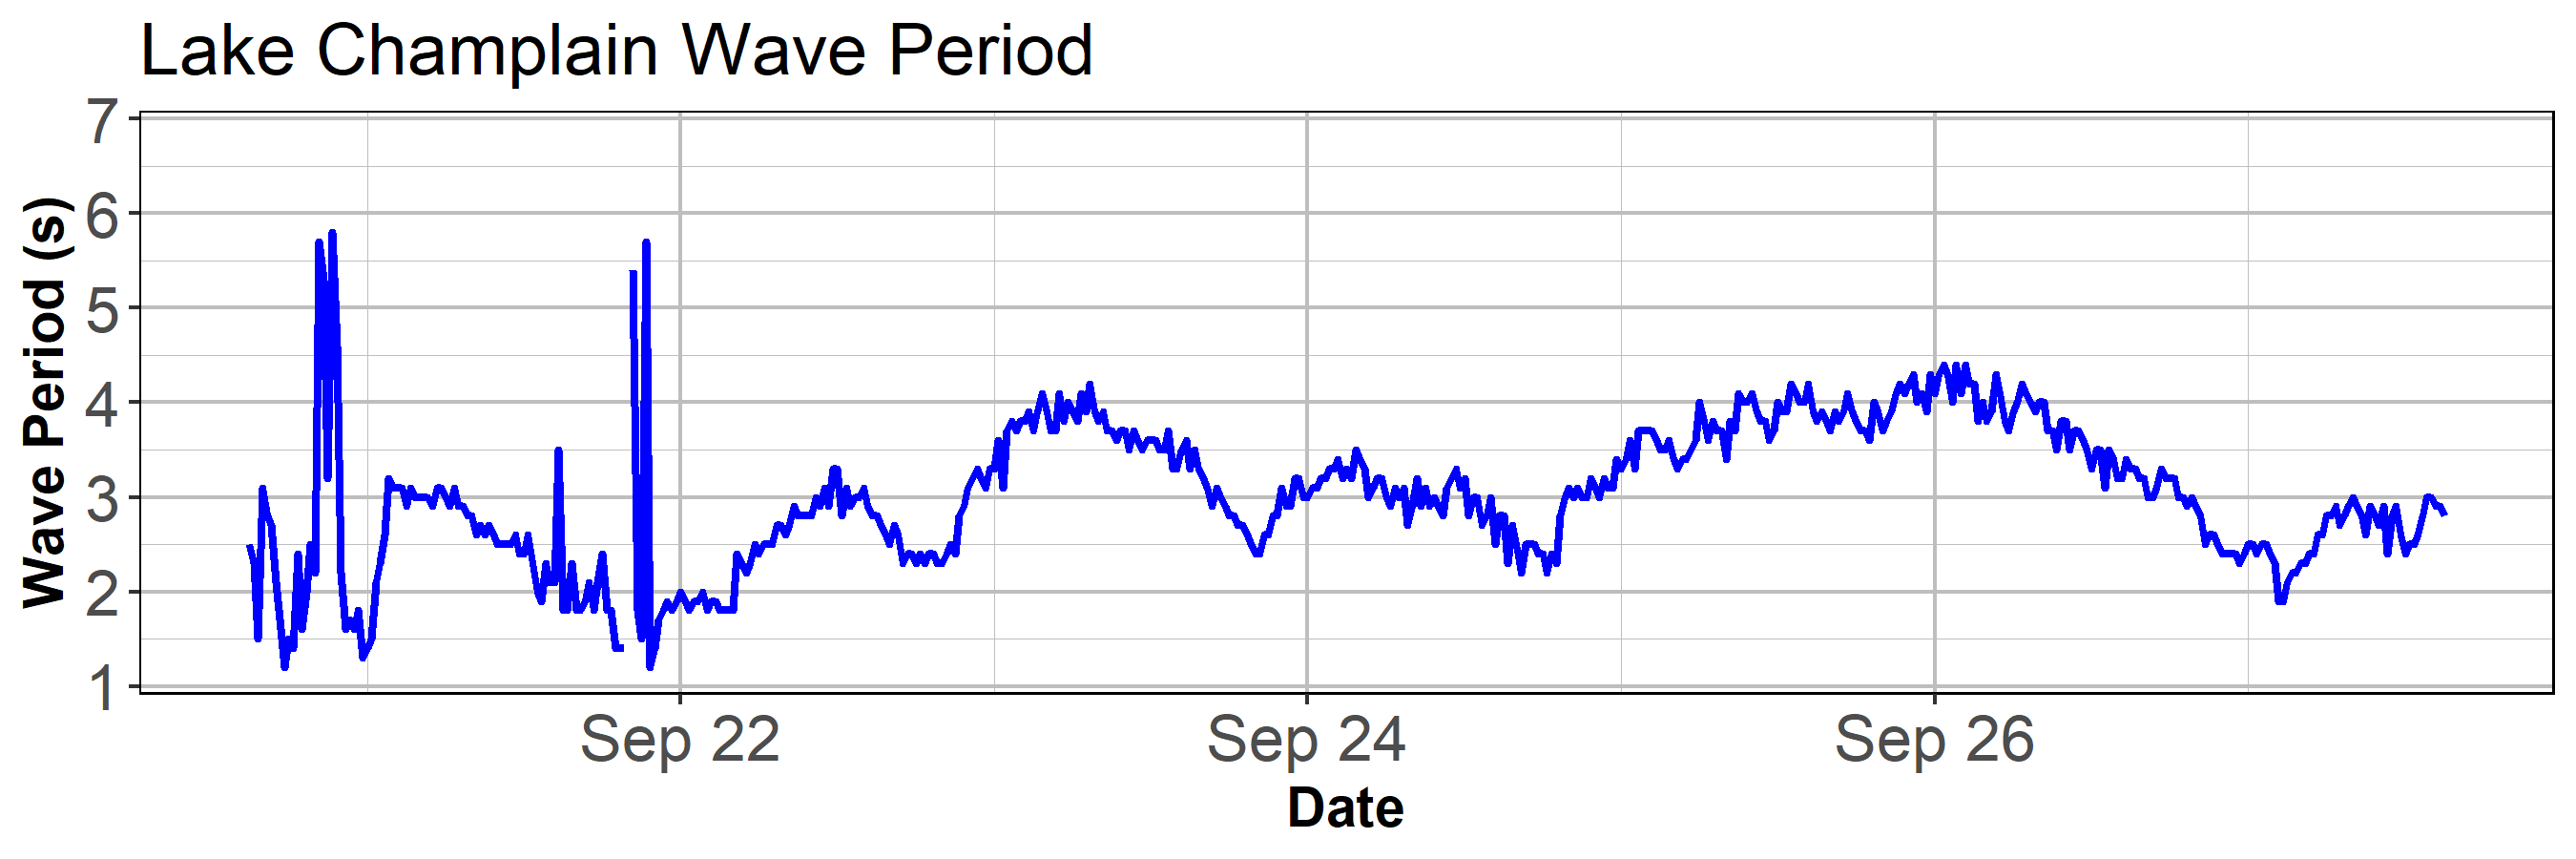 Lake Champlain Wave Period
Wave Period (s)
7
6
5
4
3
2
1
Sep 22
Sep 24
Sep 26
Date